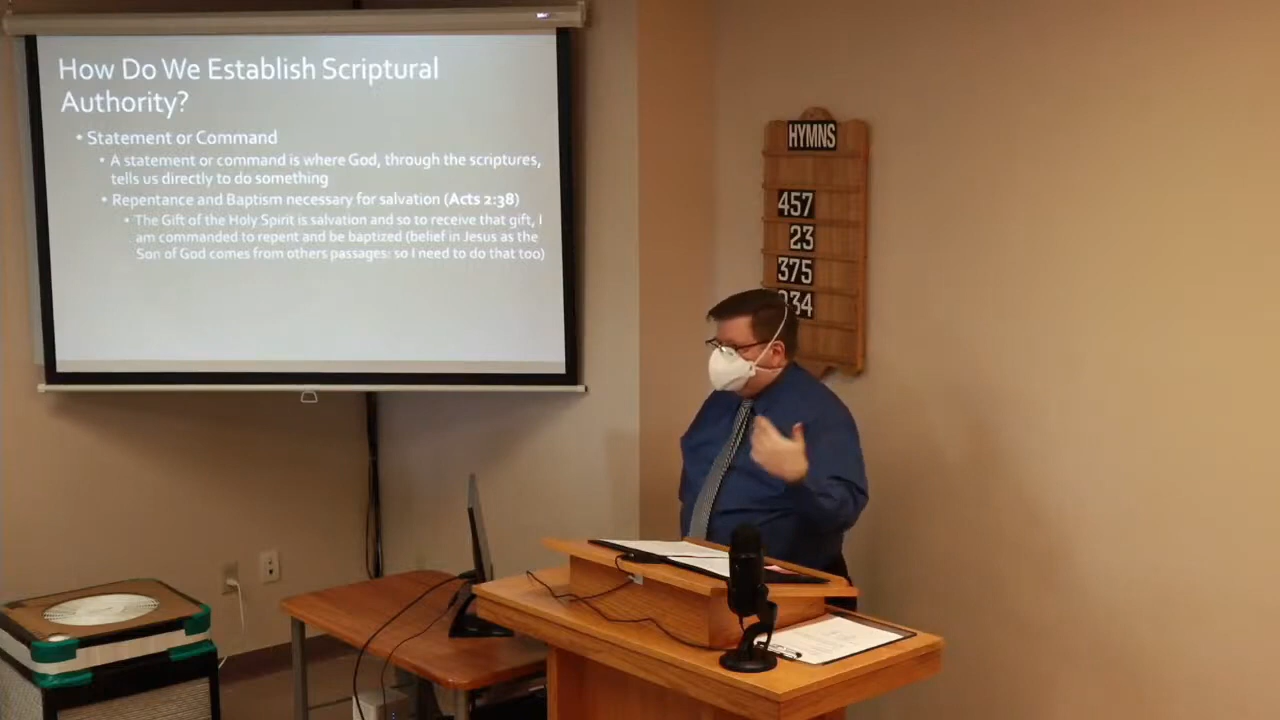 How Do We Establish Scriptural
Authority?
• Statement or Command
• A statement or command is where God, through the scriptures,
tells us directly to do something
• Repentance and Baptism necessary for salvation (Acts 2:38)
• The Gift of the Holy Spirit is salvation and so to receive that gift, I
am commanded to repent and be baptized (belief in Jesus as the
Son of God comes from others passages: so I need to do that too)
HYMNS
457
23
375
34